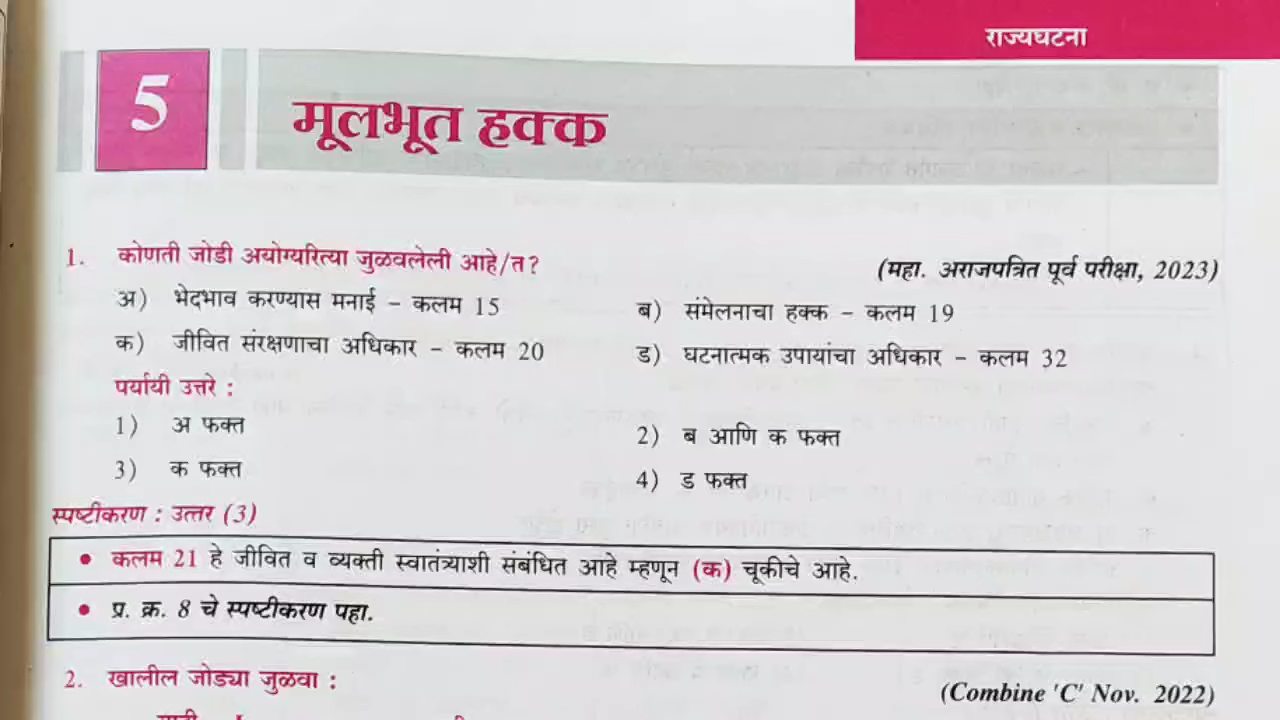 राज्यघटना
5 मूलभूत हक्क
1. कोणती जोडी अयोग्यरित्या जुळवलेली आहे/त? (महा. अराजपत्रित पूर्व परीक्षा, 2023)
अ) भेदभाव करण्यास मनाई – कलम 15 ब) संमेलनाचा हक्क – कलम 19
क) जीवित संरक्षणाचा अधिकार – कलम 20 ड) घटनात्मक उपायांचा अधिकार – कलम 32
पर्यायी उत्तरे :
1) अ फक्त 2) ब आणि क फक्त
3) क फक्त 4) ड फक्त
स्पष्टीकरण : उत्तर (3)
• कलम 21 हे जीवित व व्यक्ती स्वातंत्र्याशी संबंधित आहे म्हणून (क) चूकीचे आहे.
• प्र. क्र. 8 चे स्पष्टीकरण पहा.
2. खालील जोड्या जुळवा : (Combine 'C' Nov. 2022)